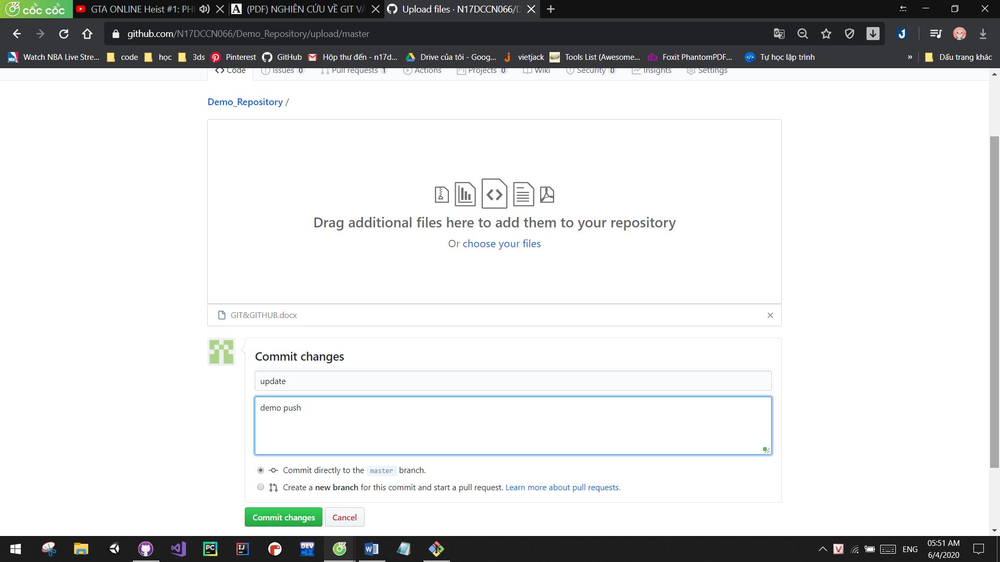 cốc cốc
GTA ONLINE Heist #1: PH
(PDF) NGHIÊN CỨU VỀ GIT VÀ
Upload files · N17DCCN066/D
github.com/N17DCCN066/Demo_Repository/upload/master
Watch NBA Live Stre...
code
học
3ds
Pinterest
GitHub
Hộp thư đến - n17d...
Drive của tôi - Goog...
vietjack
Tools List (Awesome...
Foxit PhantomPDF...
Tự học lập trình
»
Dấu trang khác
Code
Issues 0
Pull requests 1
Actions
Projects 0
Wiki
Security 0
Insights
Settings
Demo_Repository /
Drag additional files here to add them to your repository
Or choose your files
GIT&GITHUB.docx
Commit changes
update
demo push
Commit directly to the master branch.
Create a new branch for this commit and start a pull request. Learn more about pull requests.
Commit changes
Cancel
PC
IJ
DEV
C++
W
V
ENG
05:51 AM
6/4/2020